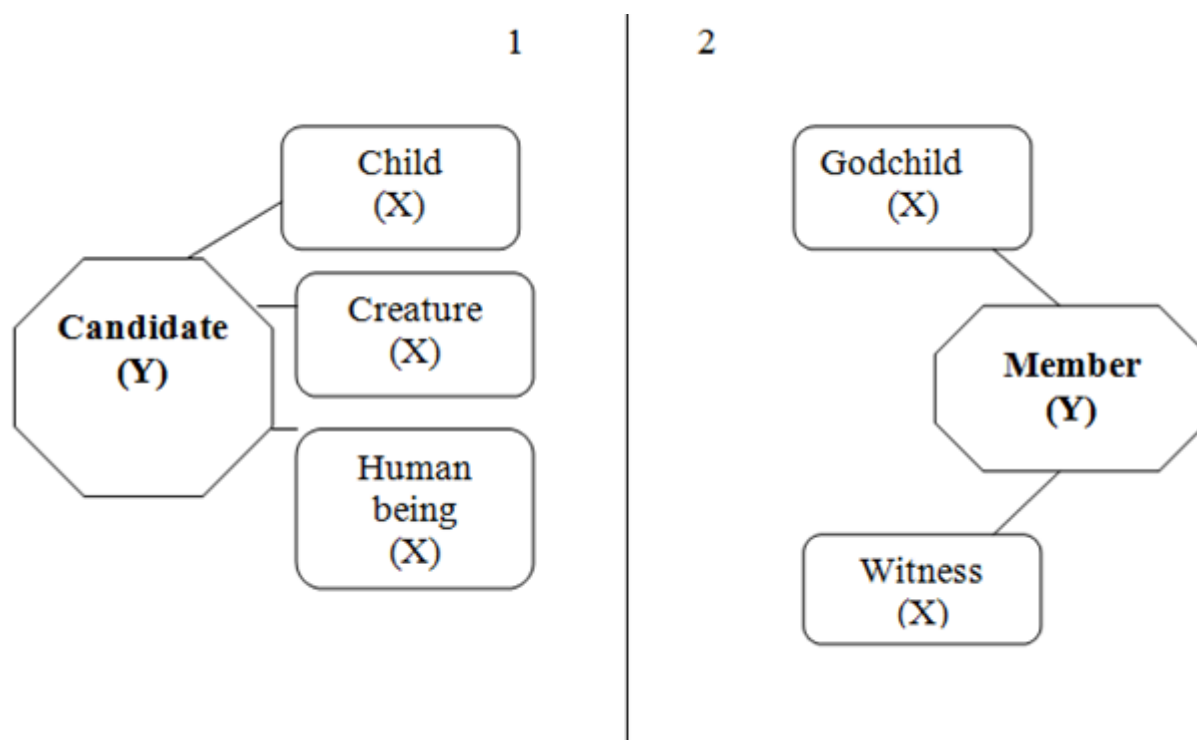 1
Child
(X)
Candidate
(Y)
Creature
(X)
Human
being
(X)
2
Godchild
(X)
Member
(Y)
Witness
(X)